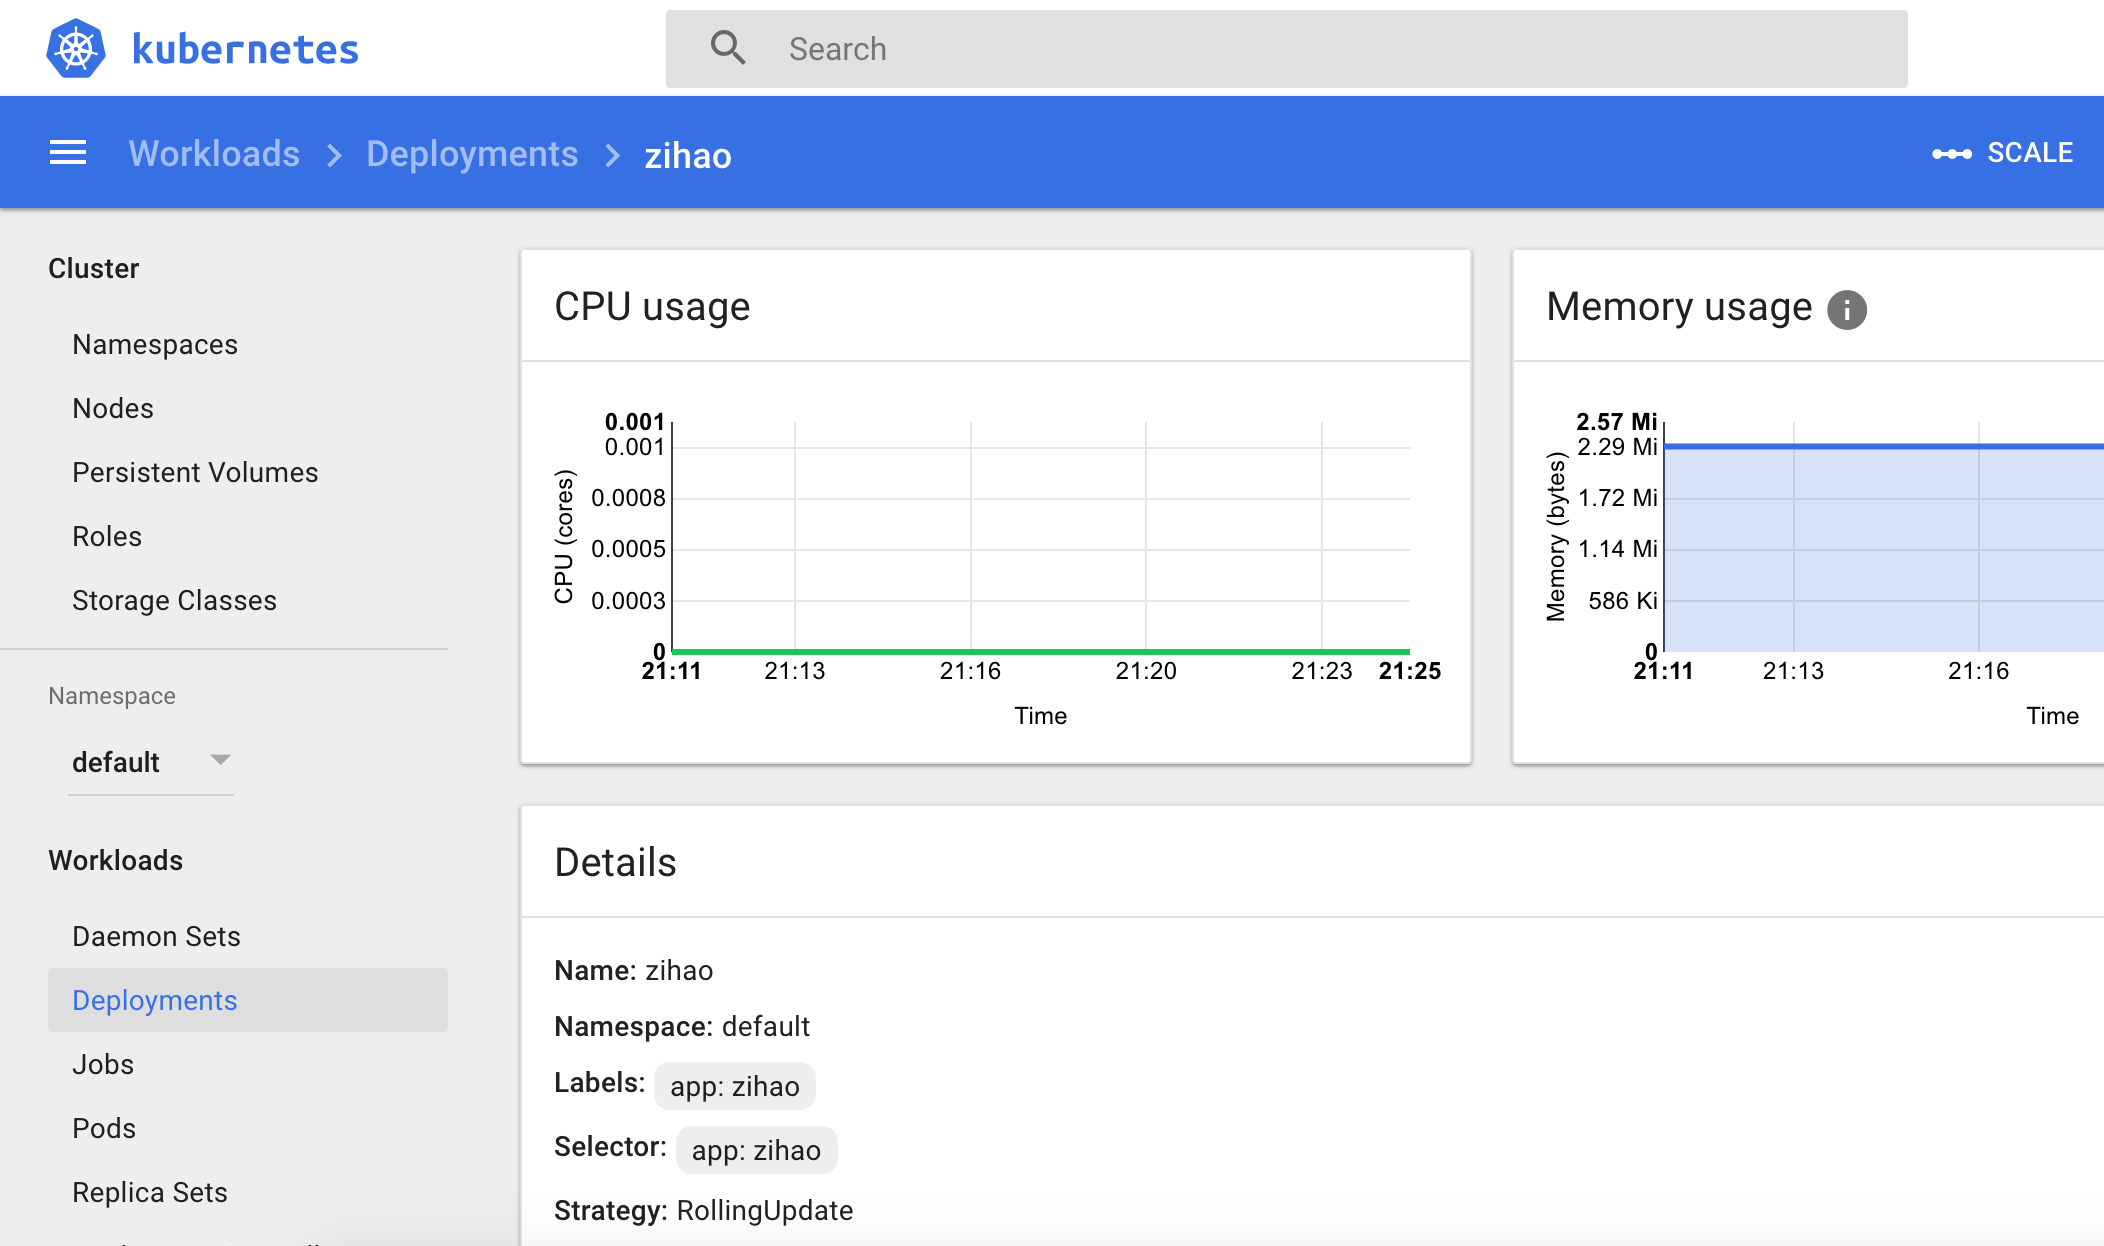 kubernetes
Search
Workloads > Deployments > zihao
SCALE
Cluster
Namespaces
Nodes
Persistent Volumes
Roles
Storage Classes
Namespace
default
Workloads
Daemon Sets
Deployments
Jobs
Pods
Replica Sets
CPU usage
CPU (cores)
0.001
0.001
0.0008
0.0005
0.0003
0
21:11 21:13 21:16 21:20 21:23 21:25
Time
Memory usage
Memory (bytes)
2.57 Mi
2.29 Mi
1.72 Mi
1.14 Mi
586 Ki
0
21:11 21:13 21:16
Time
Details
Name: zihao
Namespace: default
Labels: app: zihao
Selector: app: zihao
Strategy: RollingUpdate